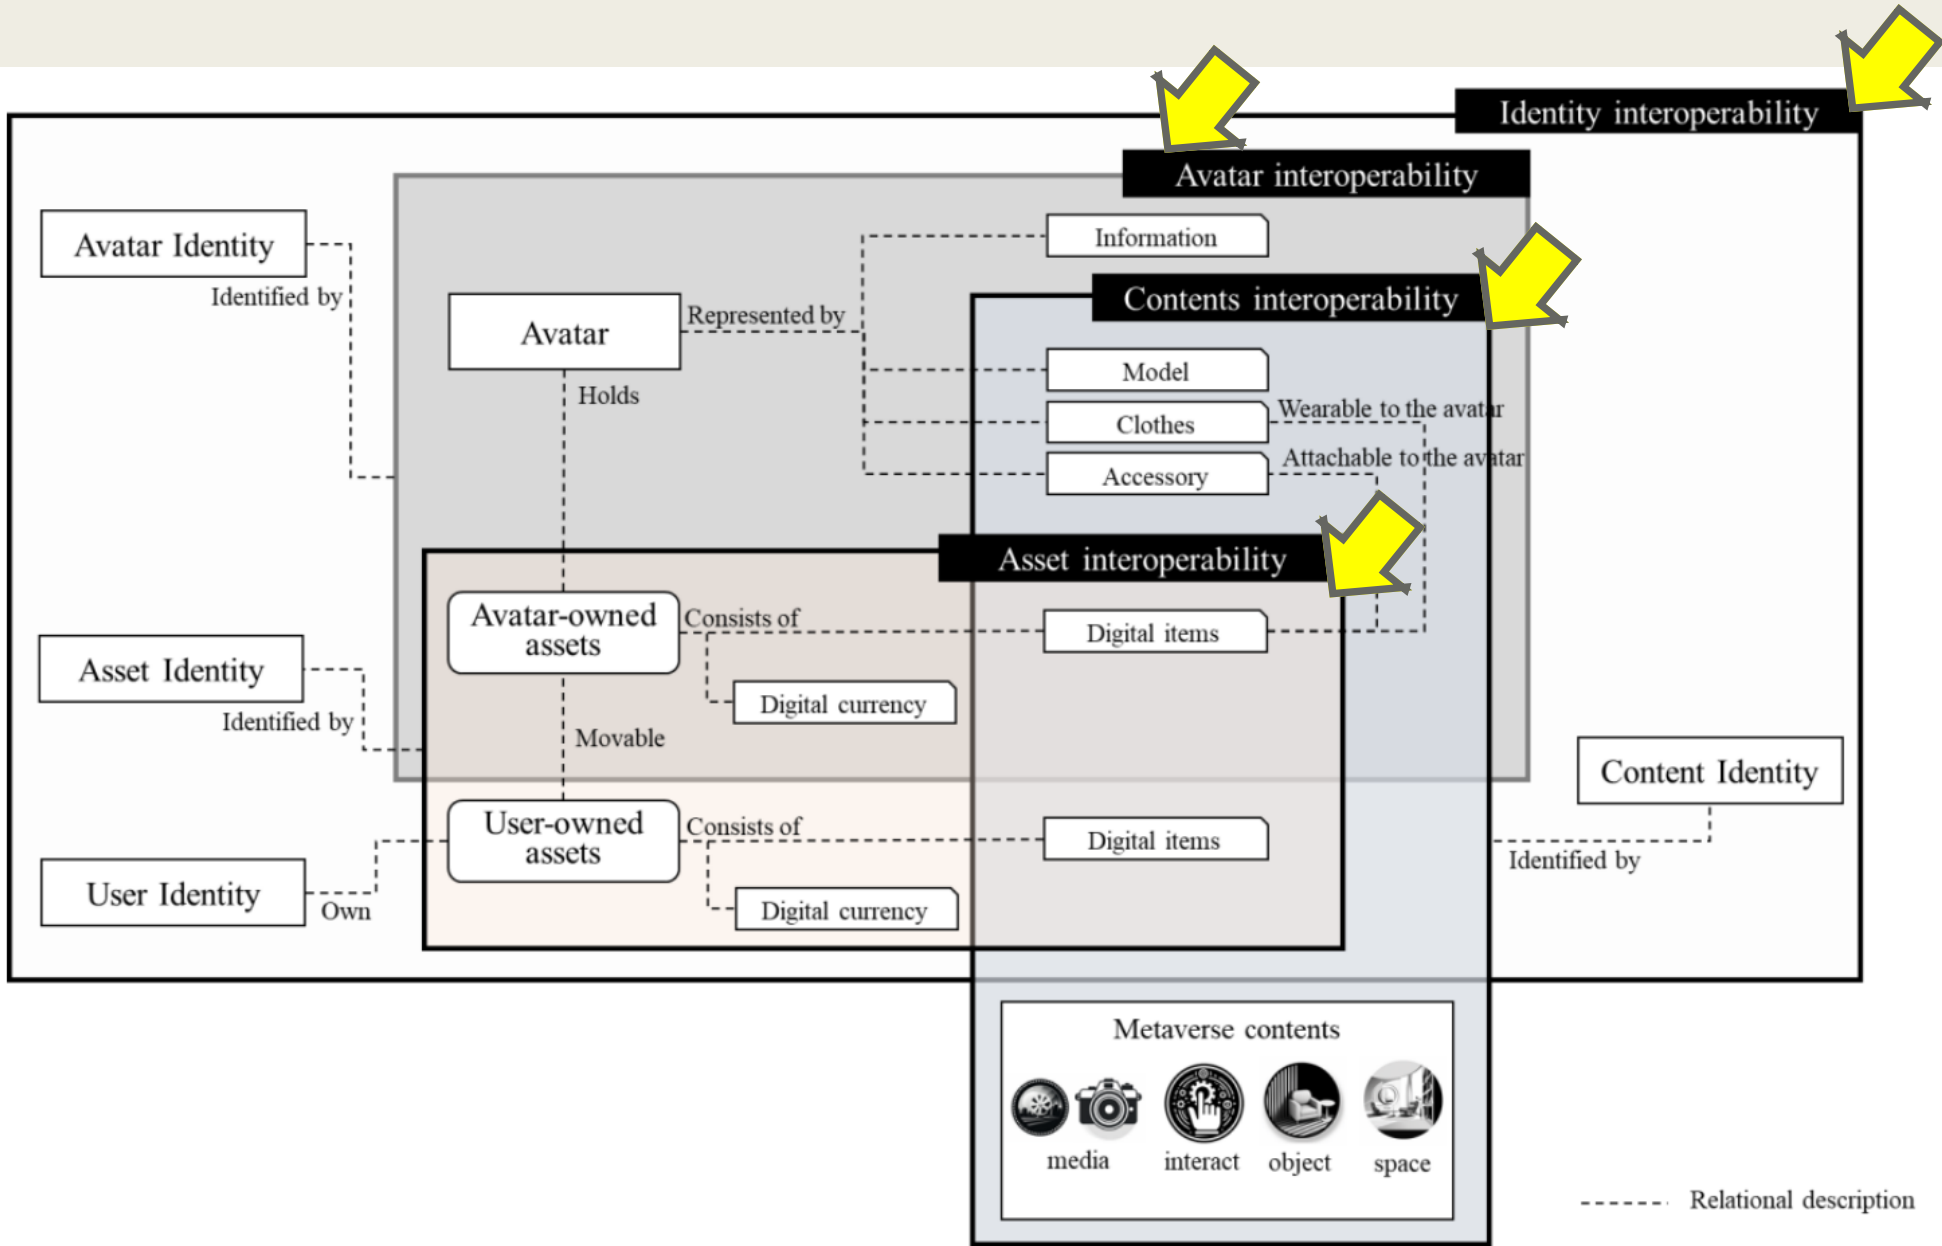 Identity interoperability
Avatar interoperability
Avatar Identity
Identified by
Information
Contents interoperability
Avatar
Represented by
Holds
Model
Clothes
Wearable to the avatar
Accessory
Attachable to the avatar
Asset interoperability
Avatar-owned
assets
Consists of
Digital items
Digital currency
Asset Identity
Identified by
Movable
User-owned
assets
Consists of
Digital items
Digital currency
Content Identity
Identified by
User Identity
Own
Metaverse contents
media
interact
object
space
Relational description